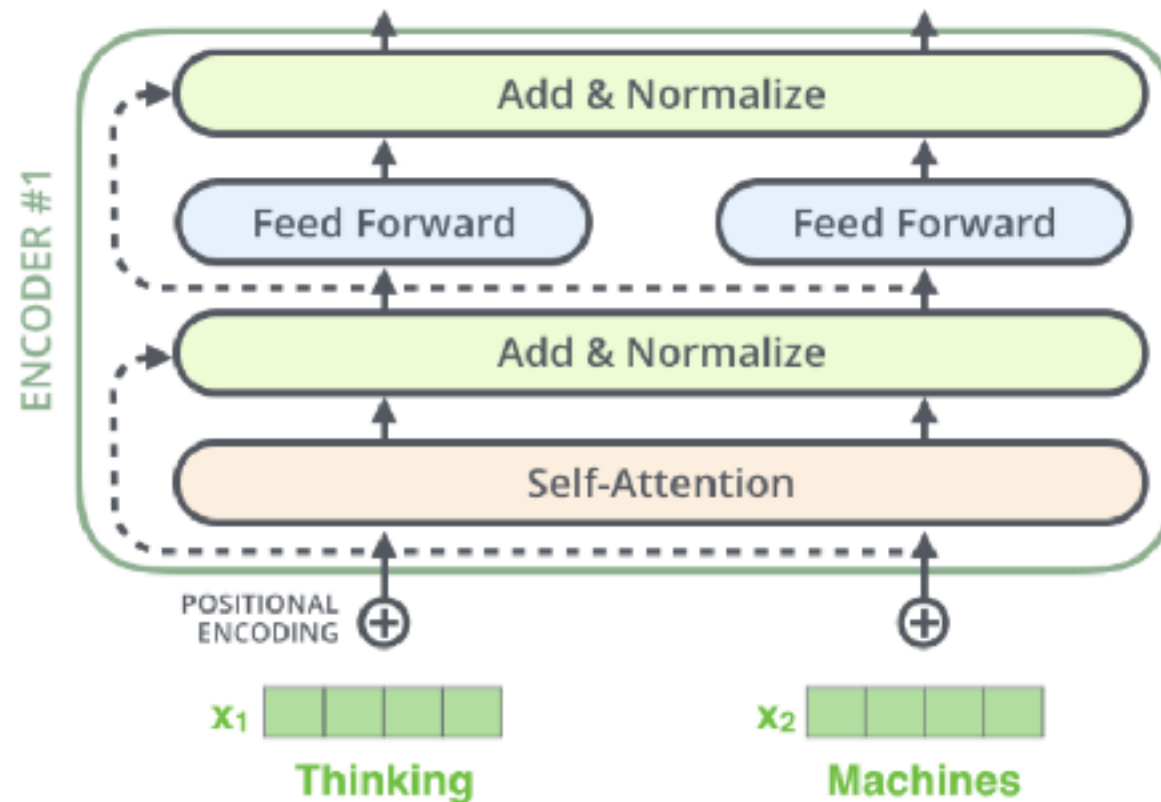 ENCODER #1
Add & Normalize
Feed Forward
Feed Forward
Add & Normalize
Self-Attention
POSITIONAL
ENCODING
x₁
x₂
Thinking
Machines